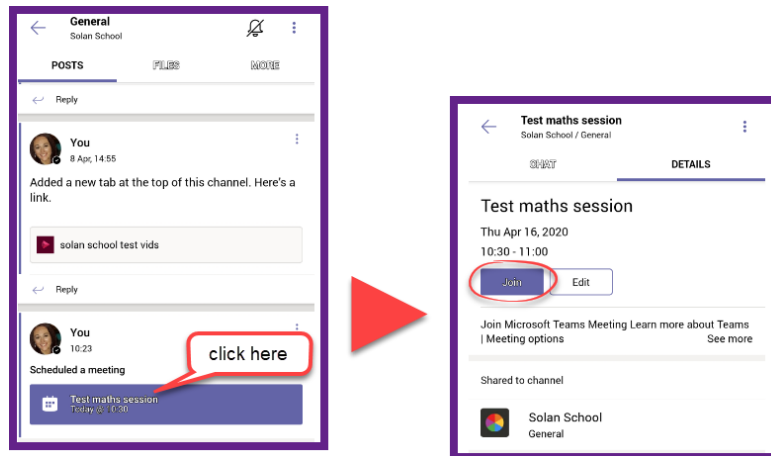 General
Solan School
POSTS FILES MORE
Reply
You
8 Apr, 14:55
Added a new tab at the top of this channel. Here's a
link.
solan school test vids
Reply
You
10:23
click here
Scheduled a meeting
Test maths session
Today @ 10:30
Test maths session
Solan School / General
CHAT DETAILS
Test maths session
Thu Apr 16, 2020
10:30 - 11:00
Join Edit
Join Microsoft Teams Meeting Learn more about Teams
| Meeting options See more
Shared to channel
Solan School
General